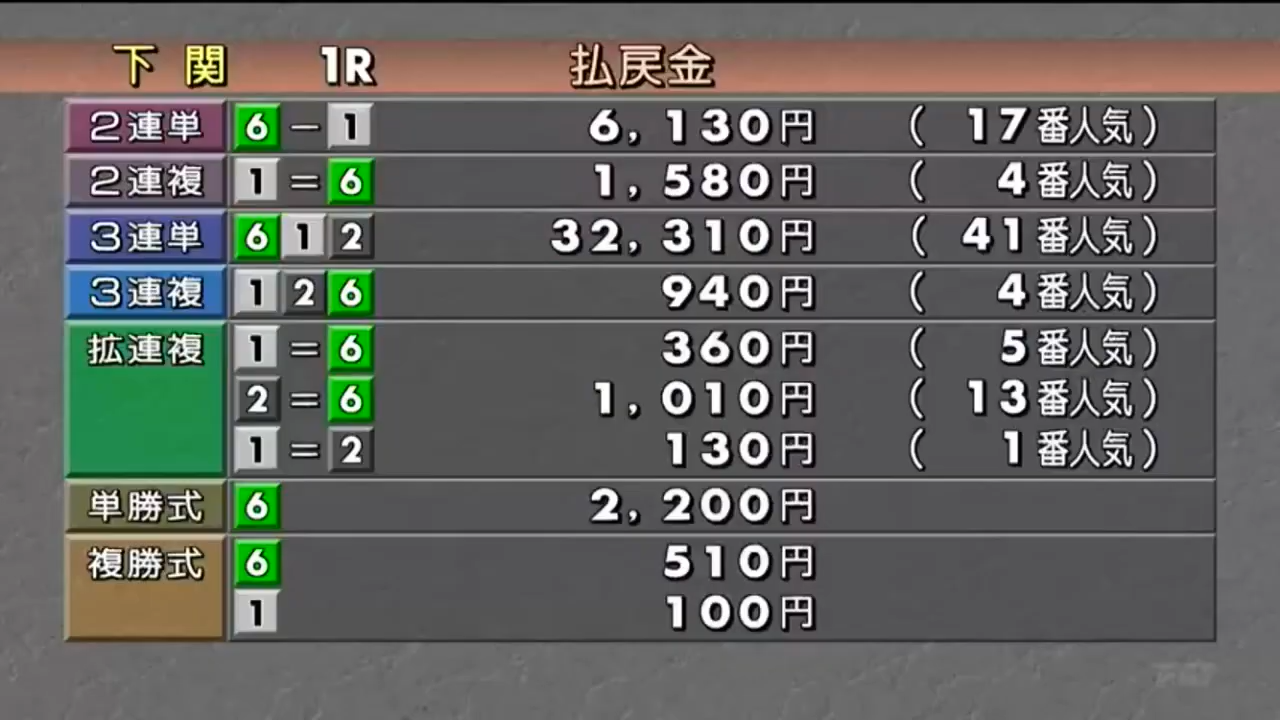 下関 1R 払戻金
2連単 6 － 1 6,130円 ( 17番人気 )
2連複 1 = 6 1,580円 ( 4番人気 )
3連単 6 1 2 32,310円 ( 41番人気 )
3連複 1 2 6 940円 ( 4番人気 )
拡連複 1 = 6 360円 ( 5番人気 )
2 = 6 1,010円 ( 13番人気 )
1 = 2 130円 ( 1番人気 )
単勝式 6 2,200円
複勝式 6 510円
1 100円